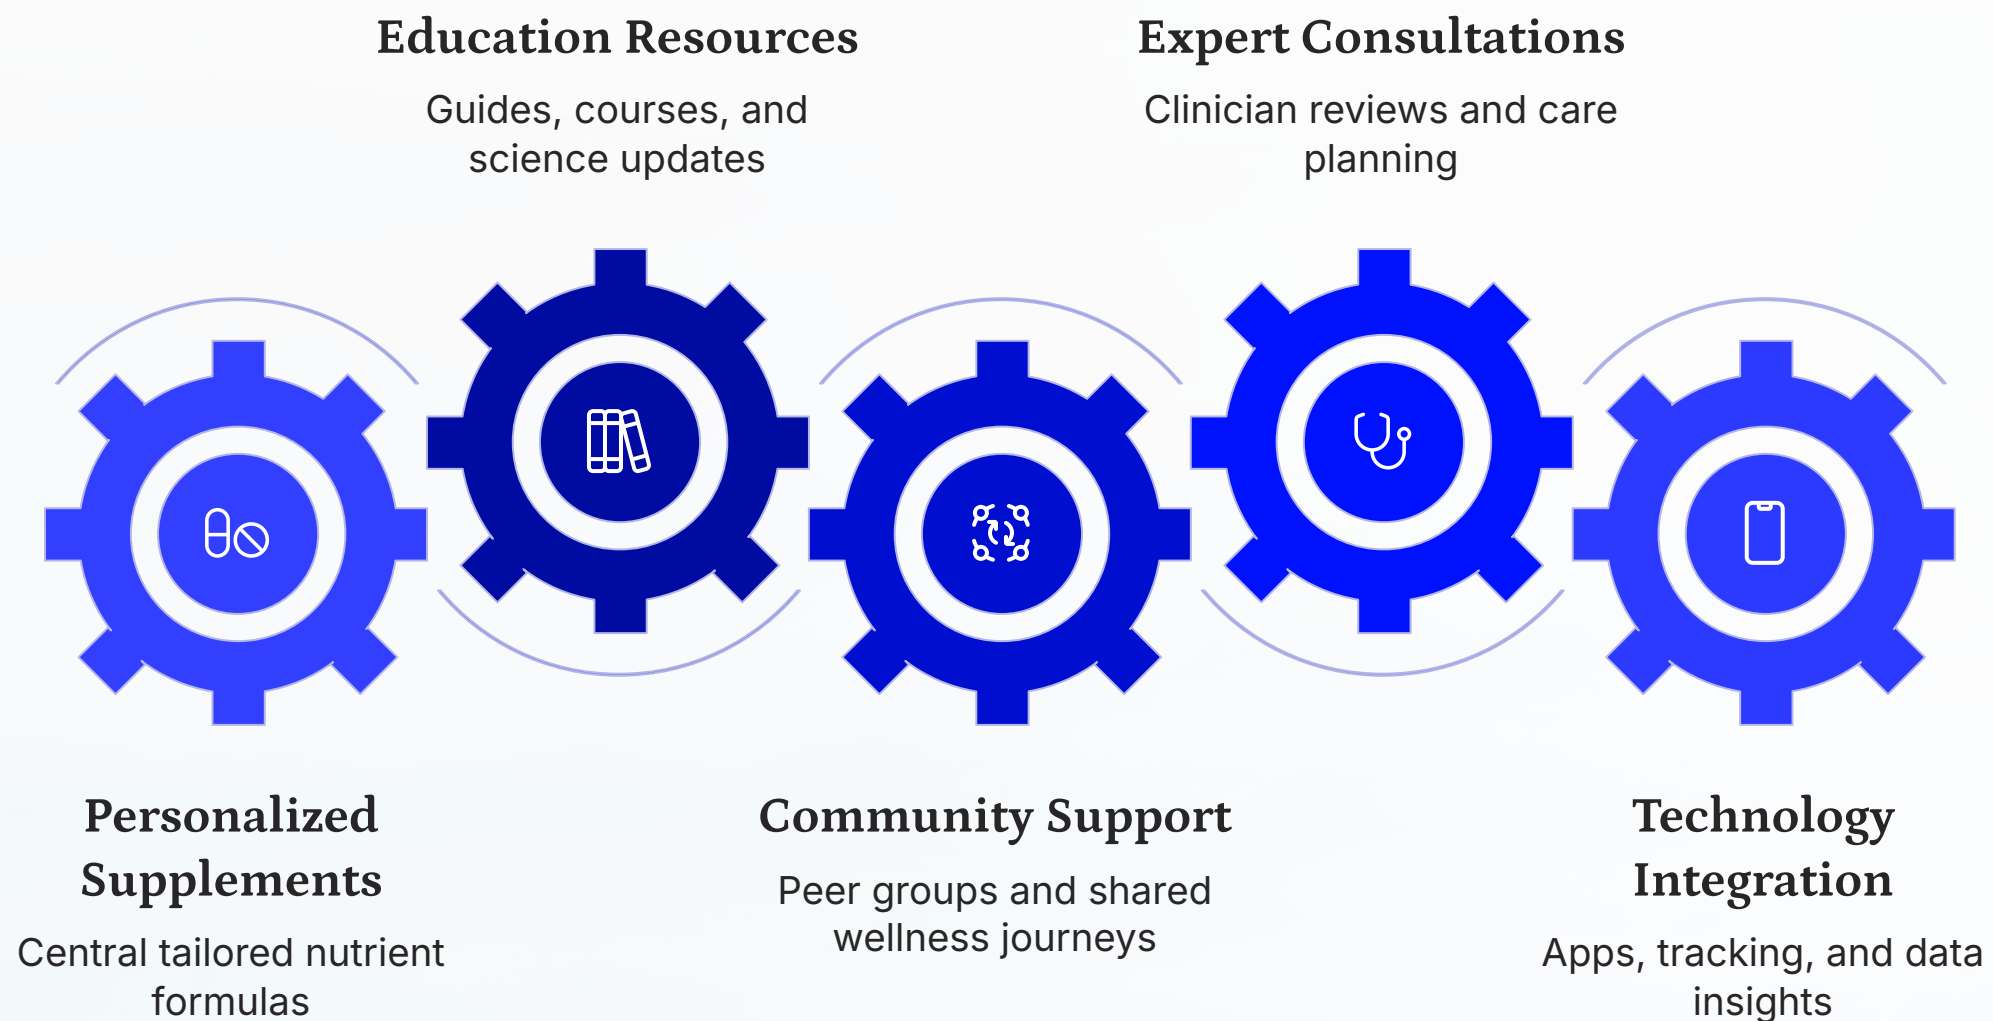 Education Resources
Guides, courses, and
science updates
Expert Consultations
Clinician reviews and care
planning
Personalized
Supplements
Central tailored nutrient
formulas
Community Support
Peer groups and shared
wellness journeys
Technology
Integration
Apps, tracking, and data
insights